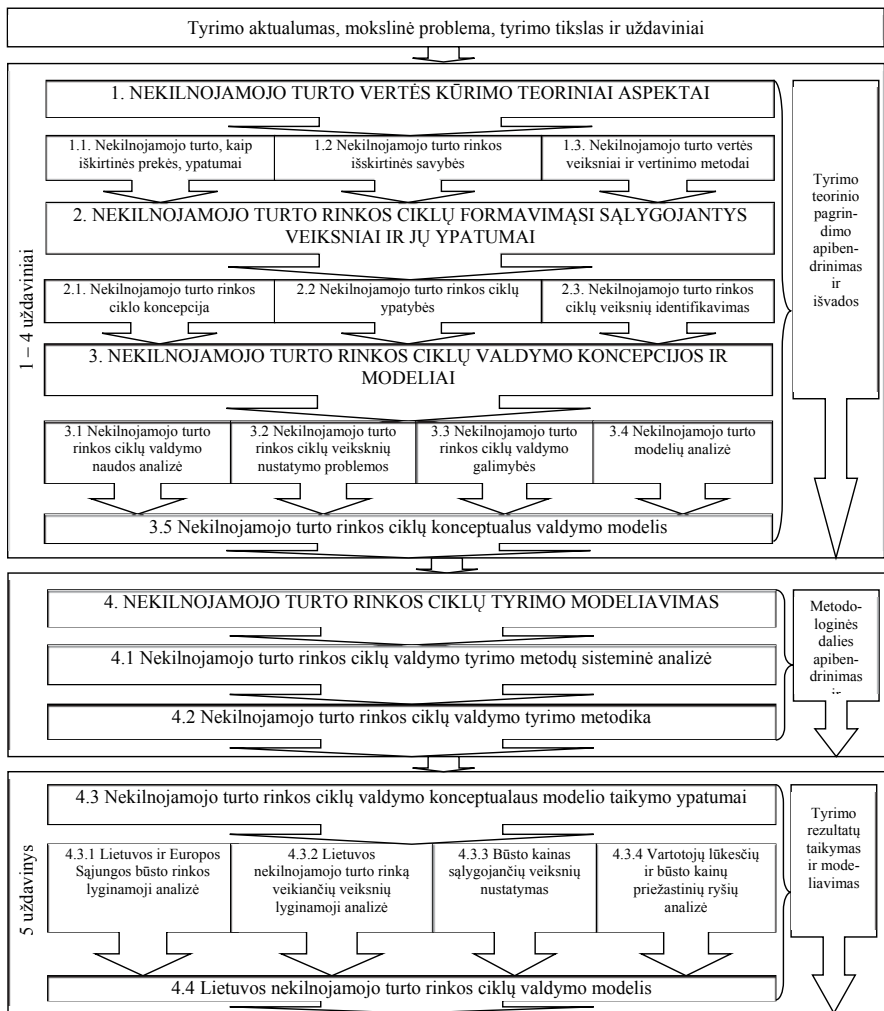 Tyrimo aktualumas, mokslinė problema, tyrimo tikslas ir uždaviniai
1 – 4 uždaviniai
1. NEKILNOJAMOJO TURTO VERTĖS KŪRIMO TEORINIAI ASPEKTAI
1.1. Nekilnojamojo turto, kaip
iškirtinės prekės, ypatumai
1.2 Nekilnojamojo turto rinkos
išskirtinės savybės
1.3. Nekilnojamojo turto vertės
veiksniai ir vertinimo metodai
2. NEKILNOJAMOJO TURTO RINKOS CIKLŲ FORMAVIMĄSI SĄLYGOJANTYS
VEIKSNIAI IR JŲ YPATUMAI
2.1. Nekilnojamojo turto rinkos
ciklo koncepcija
2.2 Nekilnojamojo turto rinkos ciklų
ypatybės
2.3. Nekilnojamojo turto rinkos
ciklų veiksnių identifikavimas
3. NEKILNOJAMOJO TURTO RINKOS CIKLŲ VALDYMO KONCEPCIJOS IR
MODELIAI
3.1 Nekilnojamojo turto
rinkos ciklų valdymo
naudos analizė
3.2 Nekilnojamojo turto
rinkos ciklų veiksknių
nustatymo problemos
3.3 Nekilnojamojo turto
rinkos ciklų valdymo
galimybės
3.4 Nekilnojamojo turto
modelių analizė
3.5 Nekilnojamojo turto rinkos ciklų konceptualus valdymo modelis
Tyrimo
teorinio
pagrin-
dimo
apiben-
drinimas
ir
išvados
4. NEKILNOJAMOJO TURTO RINKOS CIKLŲ TYRIMO MODELIAVIMAS
4.1 Nekilnojamojo turto rinkos ciklų valdymo tyrimo metodų sisteminė analizė
4.2 Nekilnojamojo turto rinkos ciklų valdymo tyrimo metodika
Metodo-
loginės
dalies
apiben-
drinimas
ir
5 uždavinys
4.3 Nekilnojamojo turto rinkos ciklų valdymo konceptualaus modelio taikymo ypatumai
4.3.1 Lietuvos ir Europos
Sąjungos būsto rinkos
lyginamoji analizė
4.3.2 Lietuvos
nekilnojamojo turto rinką
veikiančių veiksnių
lyginamoji analizė
4.3.3 Būsto kainas
sąlygojančių veiksnių
nustatymas
4.3.4 Vartotojų lūkesčių
ir būsto kainų
priežastinių ryšių
analizė
4.4 Lietuvos nekilnojamojo turto rinkos ciklų valdymo modelis
Tyrimo
rezultatų
taikymas
ir mode-
liavimas